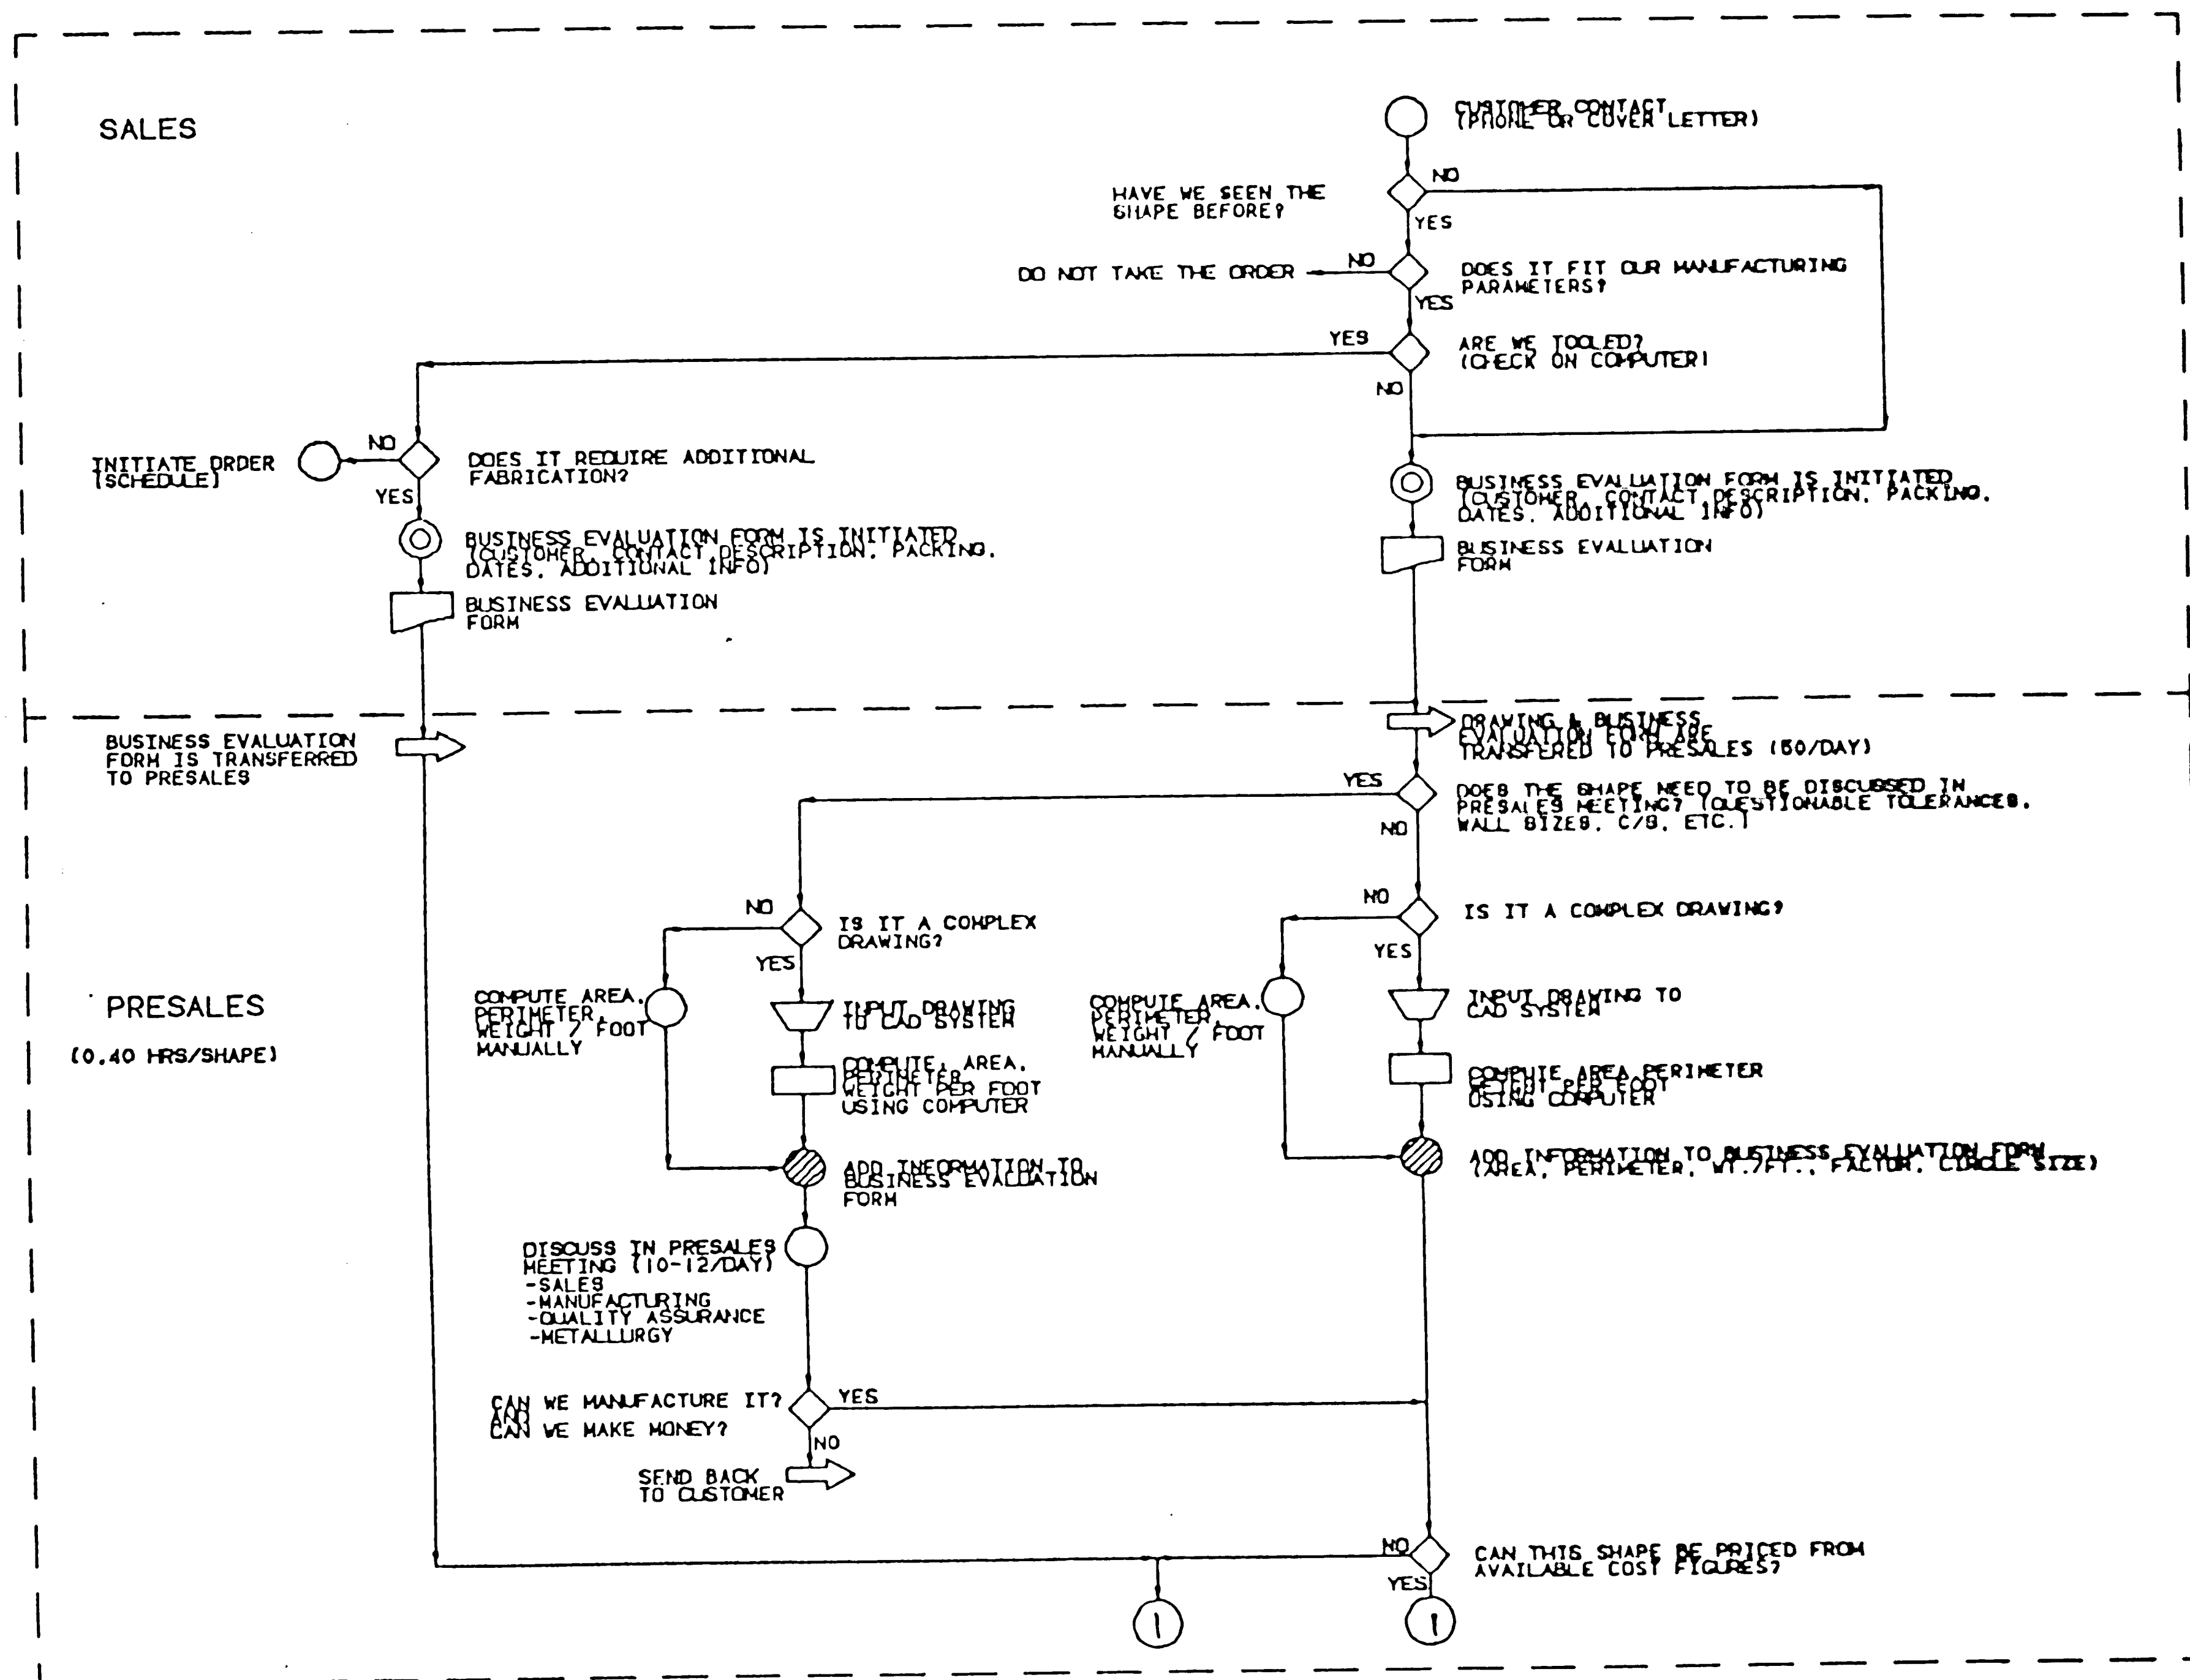 SALES
CUSTOMER CONTACT
(PHONE OR COVER LETTER)
NO
HAVE WE SEEN THE
SHAPE BEFORE?
YES
DO NOT TAKE THE ORDER
NO
DOES IT FIT OUR MANUFACTURING
PARAMETERS?
YES
YES
ARE WE TOOLED?
(CHECK ON COMPUTER)
NO
INITIATE ORDER
(SCHEDULE)
NO
DOES IT REQUIRE ADDITIONAL
FABRICATION?
YES
BUSINESS EVALUATION FORM IS INITIATED
(CUSTOMER, CONTACT DESCRIPTION, PACKING,
DATES, ADDITIONAL INFO)
BUSINESS EVALUATION
FORM
BUSINESS EVALUATION FORM IS INITIATED
(CUSTOMER, CONTACT DESCRIPTION, PACKING,
DATES, ADDITIONAL INFO)
BUSINESS EVALUATION
FORM
BUSINESS EVALUATION
FORM IS TRANSFERRED
TO PRESALES
DRAWING & BUSINESS
EVALUATION FORM ARE
TRANSFERED TO PRESALES (50/DAY)
YES
DOES THE SHAPE NEED TO BE DISCUSSED IN
PRESALES MEETING? (QUESTIONABLE TOLERANCES,
WALL SIZES, C/S, ETC.)
NO
PRESALES
(0.40 HRS/SHAPE)
NO
IS IT A COMPLEX
DRAWING?
YES
COMPUTE AREA,
PERIMETER,
WEIGHT / FOOT
MANUALLY
INPUT DRAWING
TO CAD SYSTEM
COMPUTE, AREA,
PERIMETER,
WEIGHT PER FOOT
USING COMPUTER
ADD INFORMATION TO
BUSINESS EVALUATION
FORM
DISCUSS IN PRESALES
MEETING (10-12/DAY)
-SALES
-MANUFACTURING
-QUALITY ASSURANCE
-METALLURGY
CAN WE MANUFACTURE IT?
AND
CAN WE MAKE MONEY?
YES
NO
SEND BACK
TO CUSTOMER
NO
IS IT A COMPLEX DRAWING?
YES
COMPUTE AREA,
PERIMETER,
WEIGHT / FOOT
MANUALLY
INPUT DRAWING TO
CAD SYSTEM
COMPUTE AREA PERIMETER
WEIGHT PER FOOT
USING COMPUTER
ADD INFORMATION TO BUSINESS EVALUATION FORM
(AREA, PERIMETER, WT./FT., FACTOR, CIRCLE SIZE)
NO
CAN THIS SHAPE BE PRICED FROM
AVAILABLE COST FIGURES?
YES
1
1